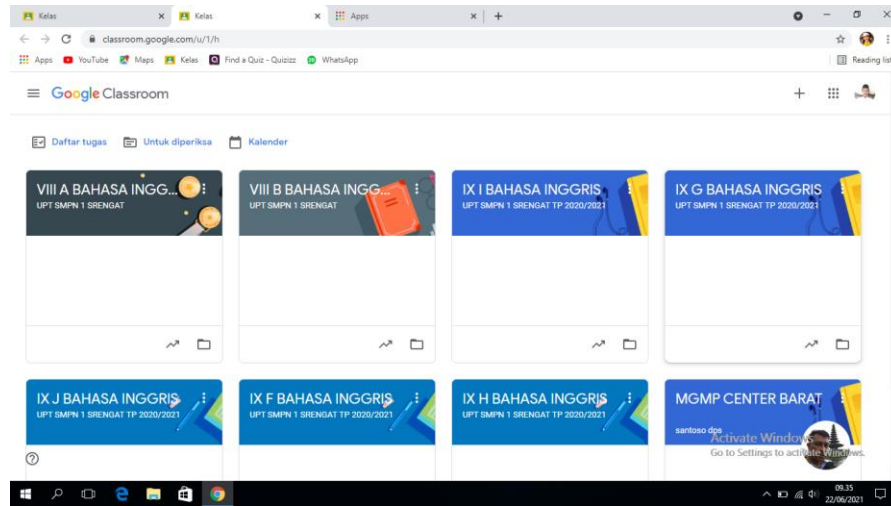 Kelas
Kelas
Apps
classroom.google.com/u/1/h
Apps YouTube Maps Kelas Find a Quiz - Quizizz WhatsApp Reading list
Google Classroom
Daftar tugas Untuk diperiksa Kalender
VIII A BAHASA INGG...
UPT SMPN 1 SRENGAT
VIII B BAHASA INGG...
UPT SMPN 1 SRENGAT
IX I BAHASA INGGRIS
UPT SMPN 1 SRENGAT TP 2020/2021
IX G BAHASA INGGRIS
UPT SMPN 1 SRENGAT TP 2020/2021
IX J BAHASA INGGRIS
UPT SMPN 1 SRENGAT TP 2020/2021
IX F BAHASA INGGRIS
UPT SMPN 1 SRENGAT TP 2020/2021
IX H BAHASA INGGRIS
UPT SMPN 1 SRENGAT TP 2020/2021
MGMP CENTER BARAT
santoso dps
Activate Windows
Go to Settings to activate Windows.
09.35
22/06/2021